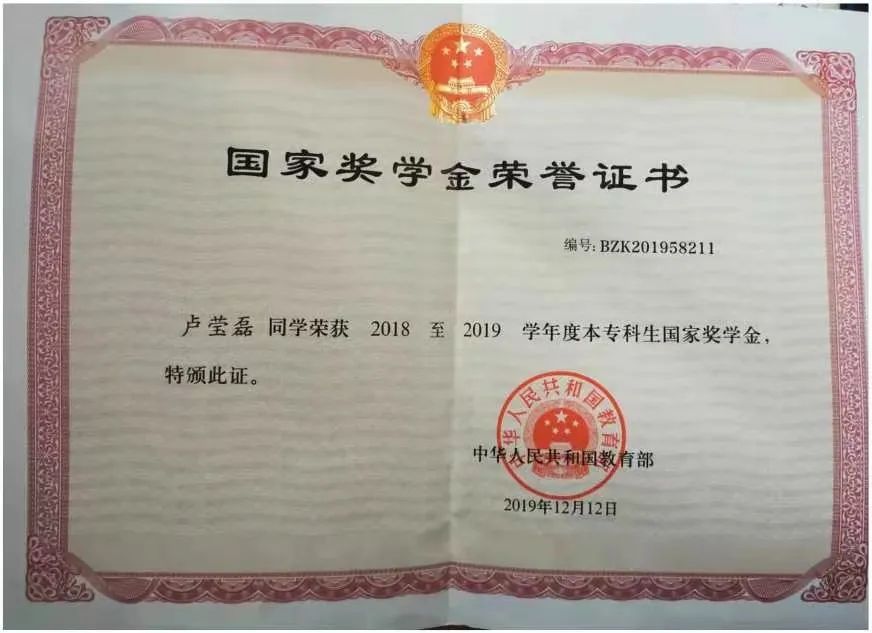 国家奖学金荣誉证书
编号: BZK201958211
卢莹磊 同学荣获 2018 至 2019 学年度本专科生国家奖学金，
特颁此证。
中华人民共和国教育部
中华人民共和国教育部
2019年12月12日